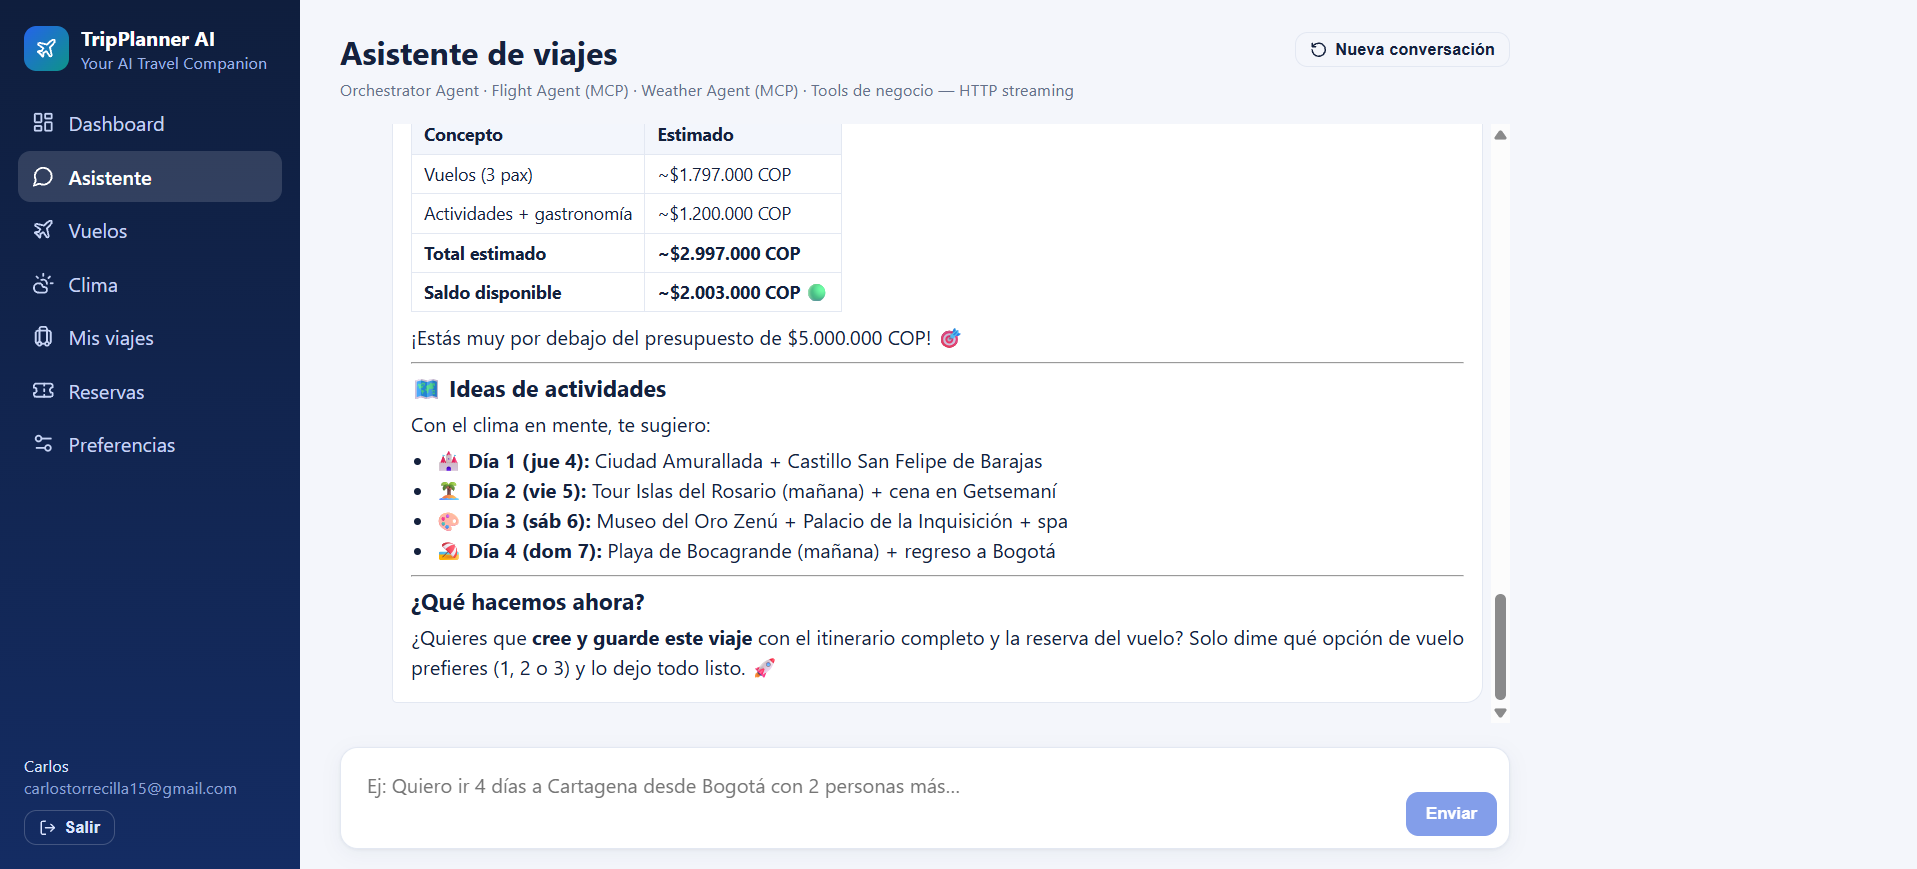 TripPlanner AI
Your AI Travel Companion
Dashboard
Asistente
Vuelos
Clima
Mis viajes
Reservas
Preferencias
Carlos
carlostorrecilla15@gmail.com
Salir
Asistente de viajes
Nueva conversación
Orchestrator Agent · Flight Agent (MCP) · Weather Agent (MCP) · Tools de negocio — HTTP streaming
Concepto Estimado
Vuelos (3 pax) ~$1.797.000 COP
Actividades + gastronomía ~$1.200.000 COP
Total estimado ~$2.997.000 COP
Saldo disponible ~$2.003.000 COP 🟢
¡Estás muy por debajo del presupuesto de $5.000.000 COP! 🎯
🗺️ Ideas de actividades
Con el clima en mente, te sugiero:
• 🏰 Día 1 (jue 4): Ciudad Amurallada + Castillo San Felipe de Barajas
• 🏝️ Día 2 (vie 5): Tour Islas del Rosario (mañana) + cena en Getsemaní
• 🎨 Día 3 (sáb 6): Museo del Oro Zenú + Palacio de la Inquisición + spa
• 🏖️ Día 4 (dom 7): Playa de Bocagrande (mañana) + regreso a Bogotá
¿Qué hacemos ahora?
¿Quieres que cree y guarde este viaje con el itinerario completo y la reserva del vuelo? Solo dime qué opción de vuelo
prefieres (1, 2 o 3) y lo dejo todo listo. 🚀
Ej: Quiero ir 4 días a Cartagena desde Bogotá con 2 personas más...
Enviar